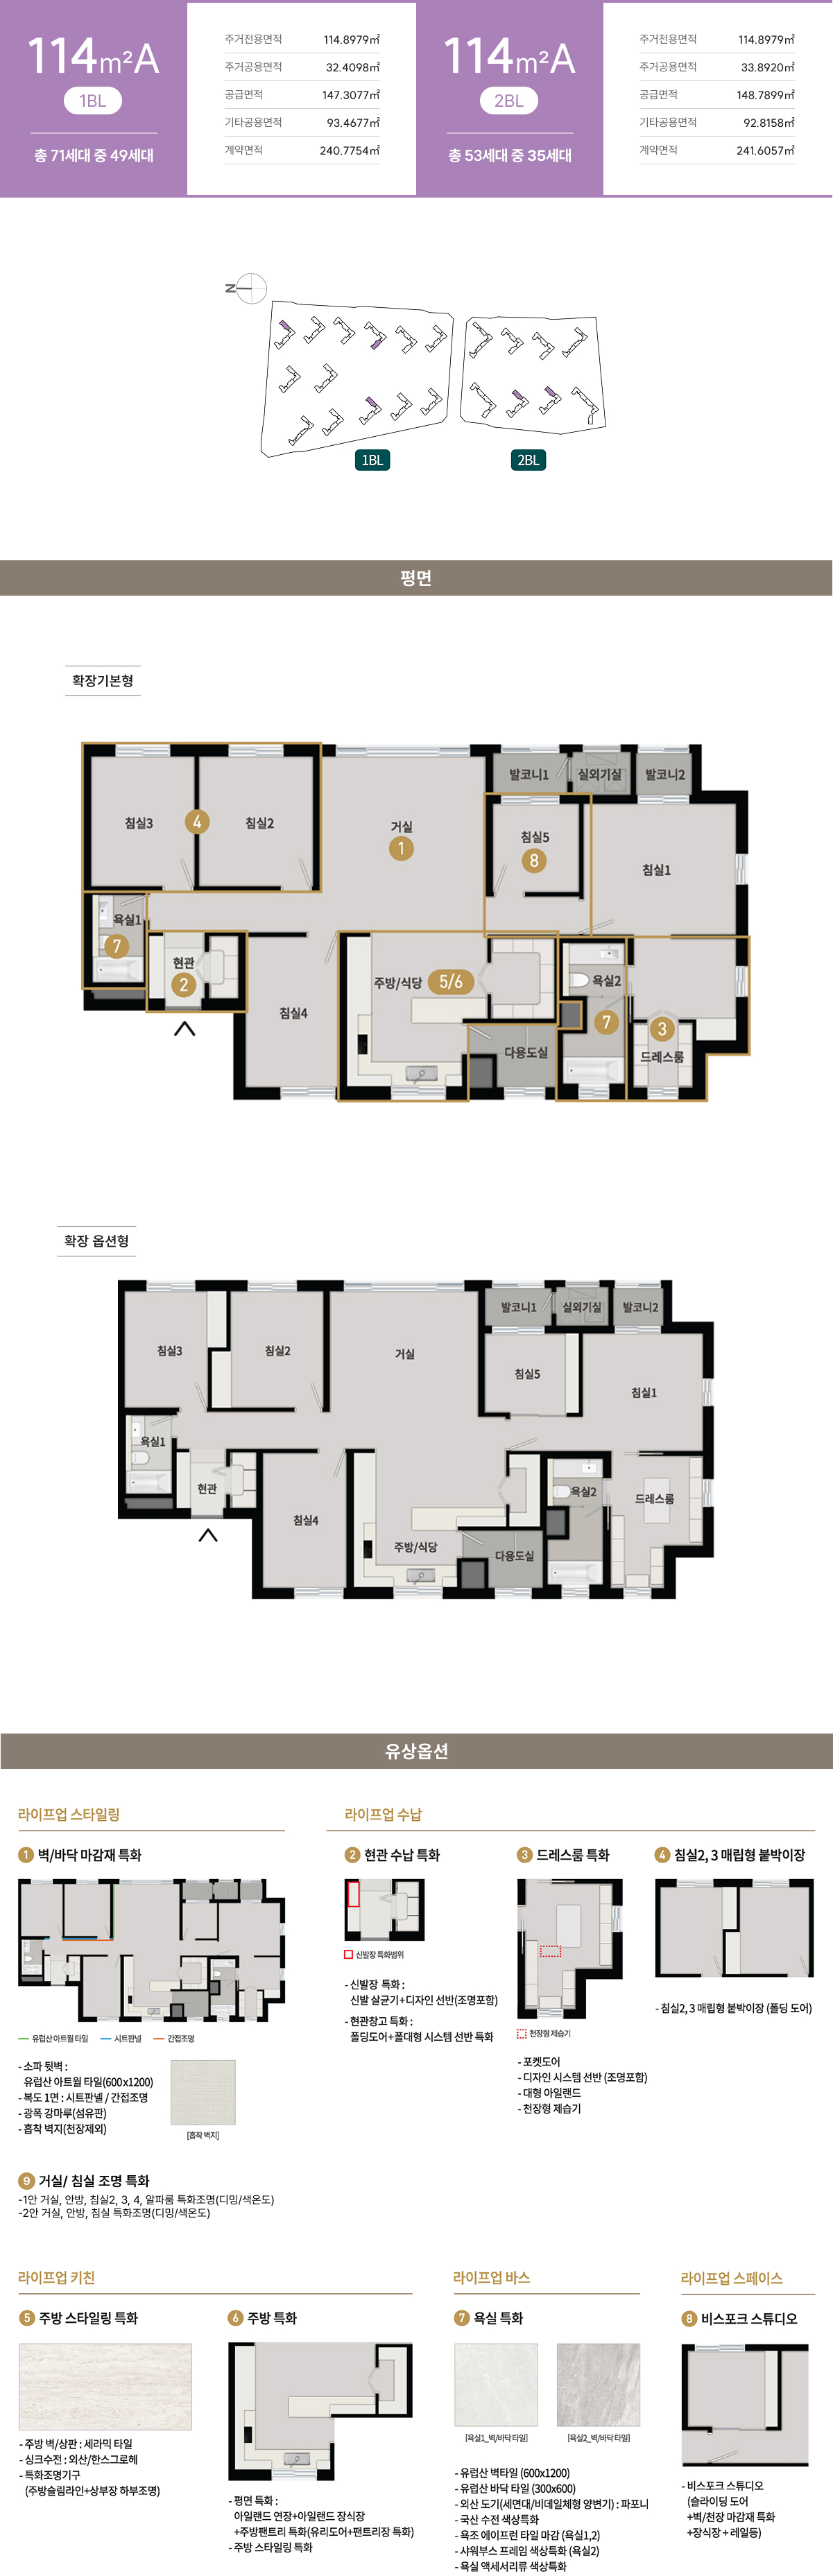 114m²A
1BL
총 71세대 중 49세대
주거전용면적 114.8979㎡
주거공용면적 32.4098㎡
공급면적 147.3077㎡
기타공용면적 93.4677㎡
계약면적 240.7754㎡
114m²A
2BL
총 53세대 중 35세대
주거전용면적 114.8979㎡
주거공용면적 33.8920㎡
공급면적 148.7899㎡
기타공용면적 92.8158㎡
계약면적 241.6057㎡
N
1BL
2BL
평면
확장기본형
발코니1
실외기실
발코니2
침실3
4
침실2
거실
1
침실5
8
침실1
욕실1
7
현관
2
침실4
주방/식당 5/6
다용도실
욕실2
7
3
드레스룸
확장 옵션형
발코니1
실외기실
발코니2
침실3
침실2
거실
침실5
침실1
욕실1
현관
침실4
주방/식당
다용도실
욕실2
드레스룸
유상옵션
라이프업 스타일링
1 벽/바닥 마감재 특화
유럽산 아트월 타일
시트판넬
간접조명
- 소파 뒷벽 :
유럽산 아트월 타일(600x1200)
- 복도 1면 : 시트판넬 / 간접조명
- 광폭 강마루(섬유판)
- 흡착 벽지(천장제외)
[흡착 벽지]
9 거실/ 침실 조명 특화
-1안 거실, 안방, 침실2, 3, 4, 알파룸 특화조명(디밍/색온도)
-2안 거실, 안방, 침실 특화조명(디밍/색온도)
라이프업 수납
2 현관 수납 특화
신발장 특화범위
- 신발장 특화 :
신발 살균기+디자인 선반(조명포함)
- 현관창고 특화 :
폴딩도어+폴대형 시스템 선반 특화
3 드레스룸 특화
천장형 제습기
- 포켓도어
- 디자인 시스템 선반 (조명포함)
- 대형 아일랜드
- 천장형 제습기
4 침실2, 3 매립형 붙박이장
- 침실2, 3 매립형 붙박이장 (폴딩 도어)
라이프업 키친
5 주방 스타일링 특화
- 주방 벽/상판 : 세라믹 타일
- 싱크수전 : 외산/한스그로헤
- 특화조명기구
(주방슬림라인+상부장 하부조명)
6 주방 특화
- 평면 특화 :
아일랜드 연장+아일랜드 장식장
+주방팬트리 특화(유리도어+팬트리장 특화)
- 주방 스타일링 특화
라이프업 바스
7 욕실 특화
[욕실1_벽/바닥 타일]
[욕실2_벽/바닥 타일]
- 유럽산 벽타일 (600x1200)
- 유럽산 바닥 타일 (300x600)
- 외산 도기(세면대/비데일체형 양변기) : 파포니
- 국산 수전 색상특화
- 욕조 에이프런 타일 마감 (욕실1,2)
- 샤워부스 프레임 색상특화 (욕실2)
- 욕실 액세서리류 색상특화
라이프업 스페이스
8 비스포크 스튜디오
- 비스포크 스튜디오
(슬라이딩 도어
+벽/천장 마감재 특화
+장식장 + 레일등)